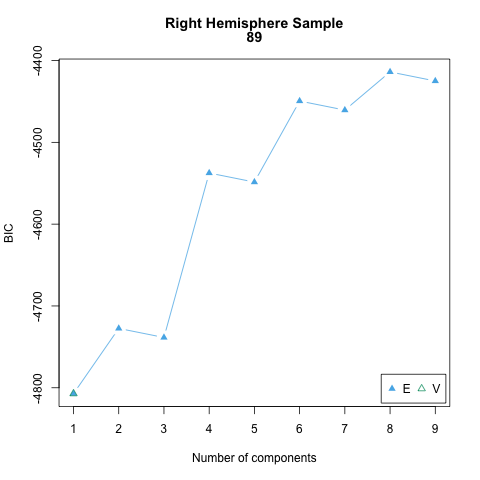 Right Hemisphere Sample
89
BIC
-4400
-4500
-4600
-4700
-4800
1 2 3 4 5 6 7 8 9
Number of components
E V